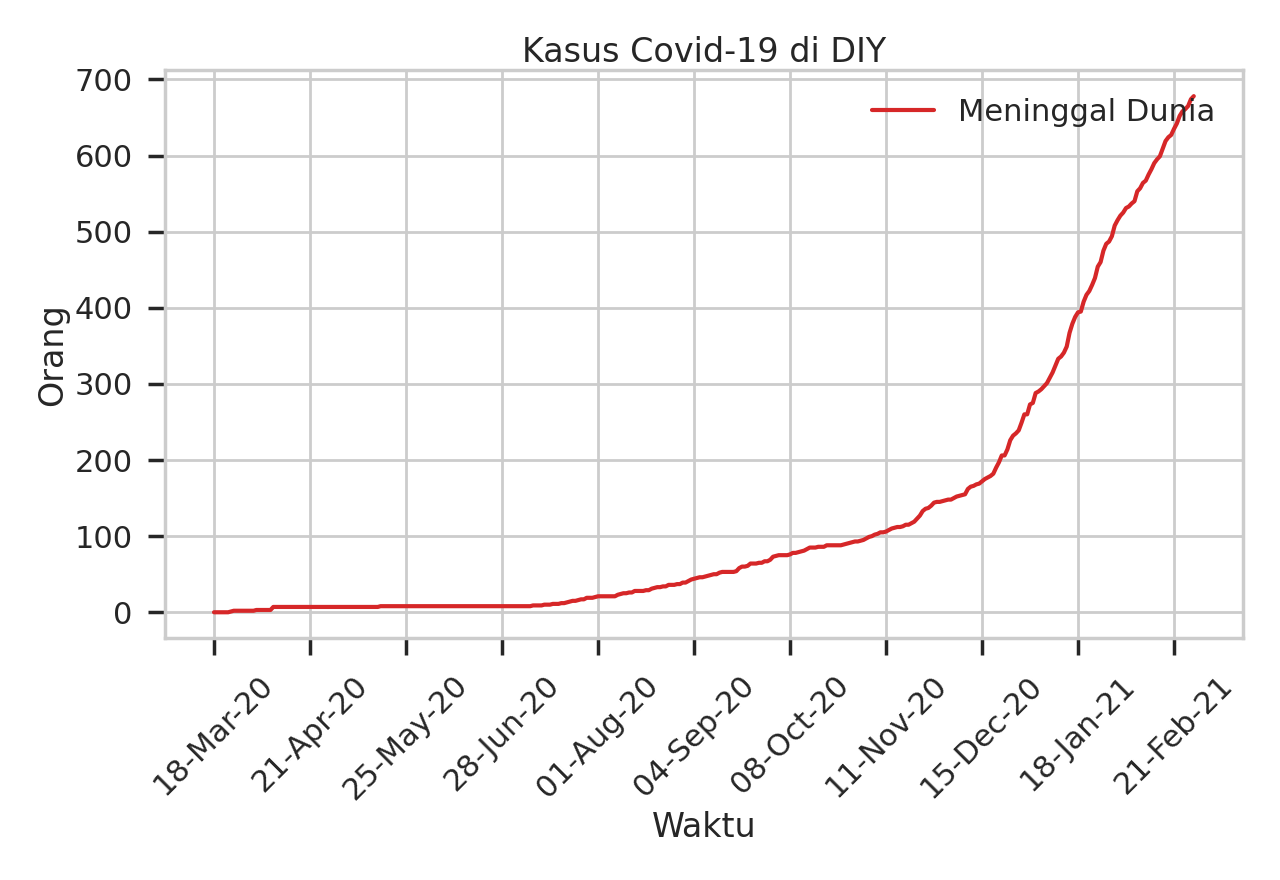 Kasus Covid-19 di DIY
Meninggal Dunia
700
600
500
400
300
200
100
0
Orang
18-Mar-20
21-Apr-20
25-May-20
28-Jun-20
01-Aug-20
04-Sep-20
08-Oct-20
11-Nov-20
15-Dec-20
18-Jan-21
21-Feb-21
Waktu